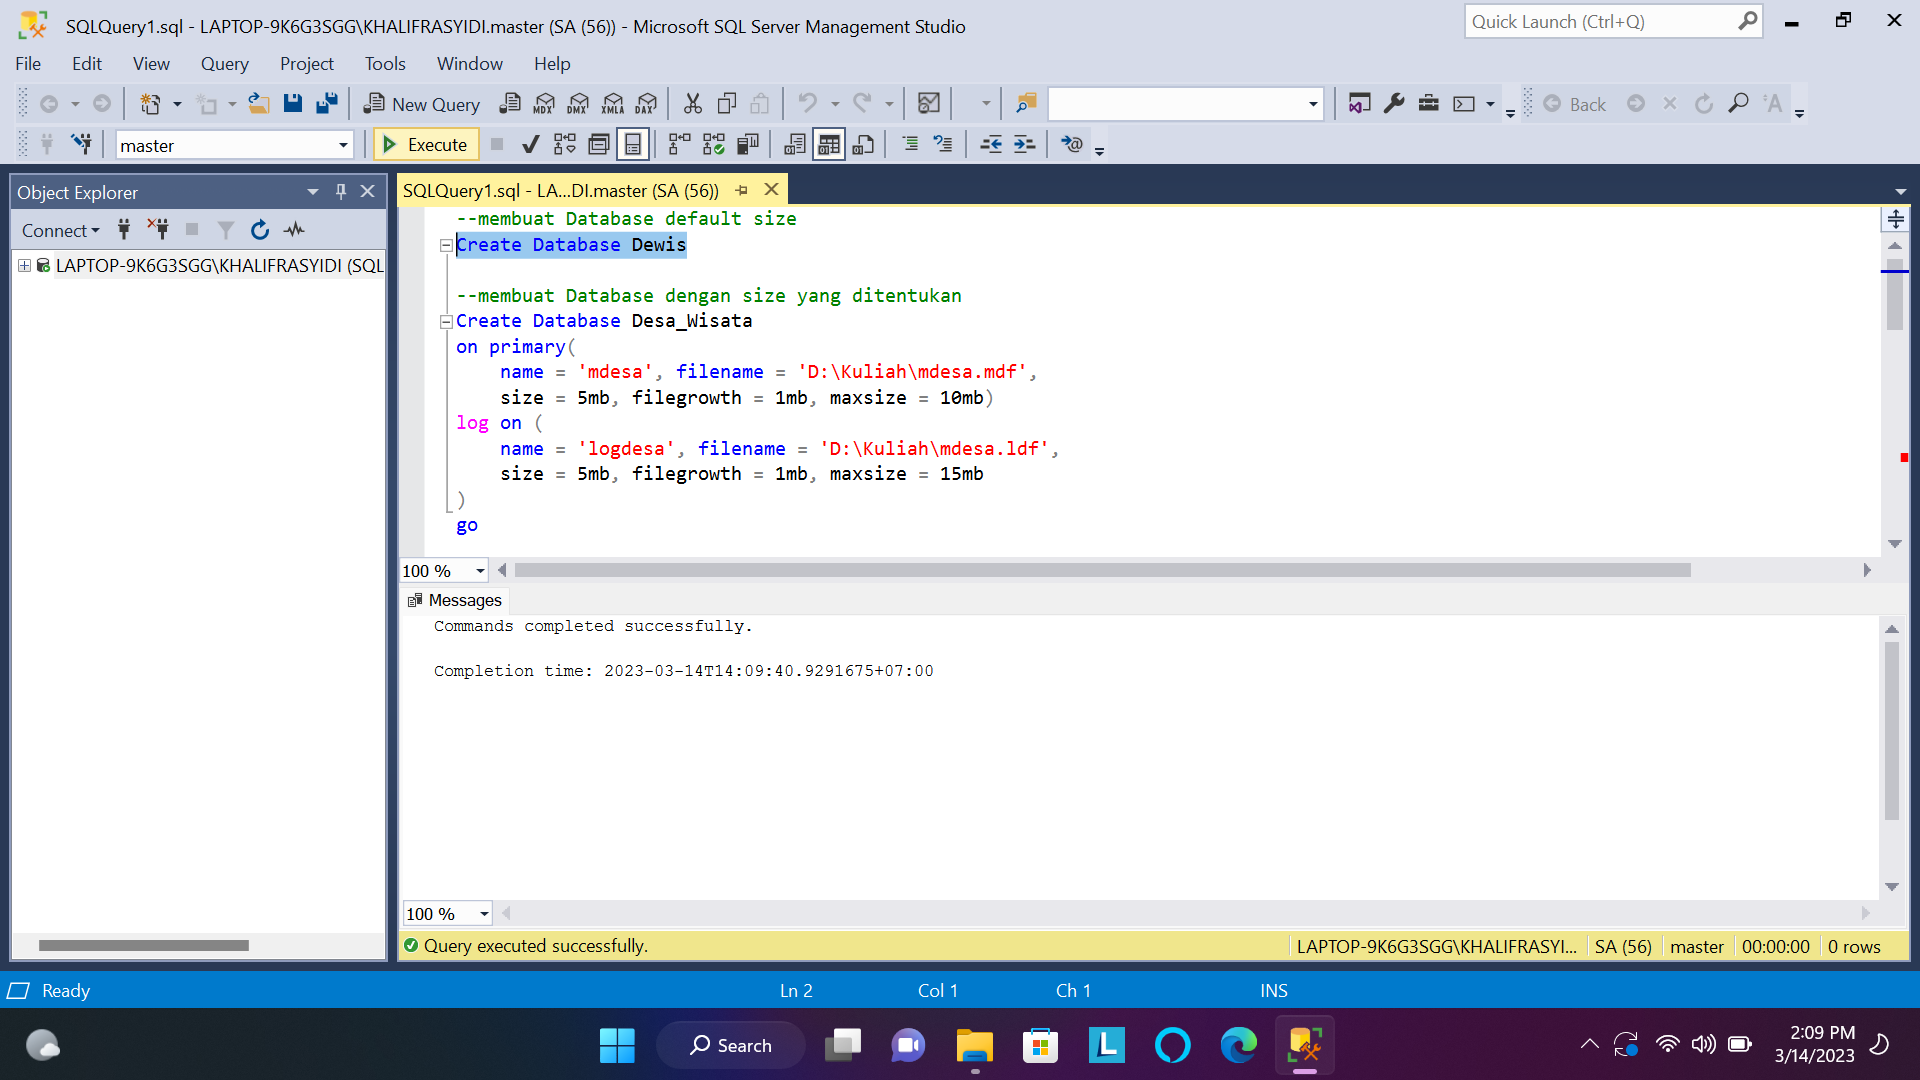 SQLQuery1.sql - LAPTOP-9K6G3SGG\KHALIFRASYIDI.master (SA (56)) - Microsoft SQL Server Management Studio
Quick Launch (Ctrl+Q)
File Edit View Query Project Tools Window Help
New Query MDX DMX XMLA DAX Back
master Execute
Object Explorer
SQLQuery1.sql - LA...DI.master (SA (56))
Connect
LAPTOP-9K6G3SGG\KHALIFRASYIDI (SQL
--membuat Database default size
Create Database Dewis
--membuat Database dengan size yang ditentukan
Create Database Desa_Wisata
on primary(
name = 'mdesa', filename = 'D:\Kuliah\mdesa.mdf',
size = 5mb, filegrowth = 1mb, maxsize = 10mb)
log on (
name = 'logdesa', filename = 'D:\Kuliah\mdesa.ldf',
size = 5mb, filegrowth = 1mb, maxsize = 15mb
)
go
100 %
Messages
Commands completed successfully.
Completion time: 2023-03-14T14:09:40.9291675+07:00
100 %
Query executed successfully. LAPTOP-9K6G3SGG\KHALIFRASYI... SA (56) master 00:00:00 0 rows
Ready Ln 2 Col 1 Ch 1 INS
Search
2:09 PM
3/14/2023